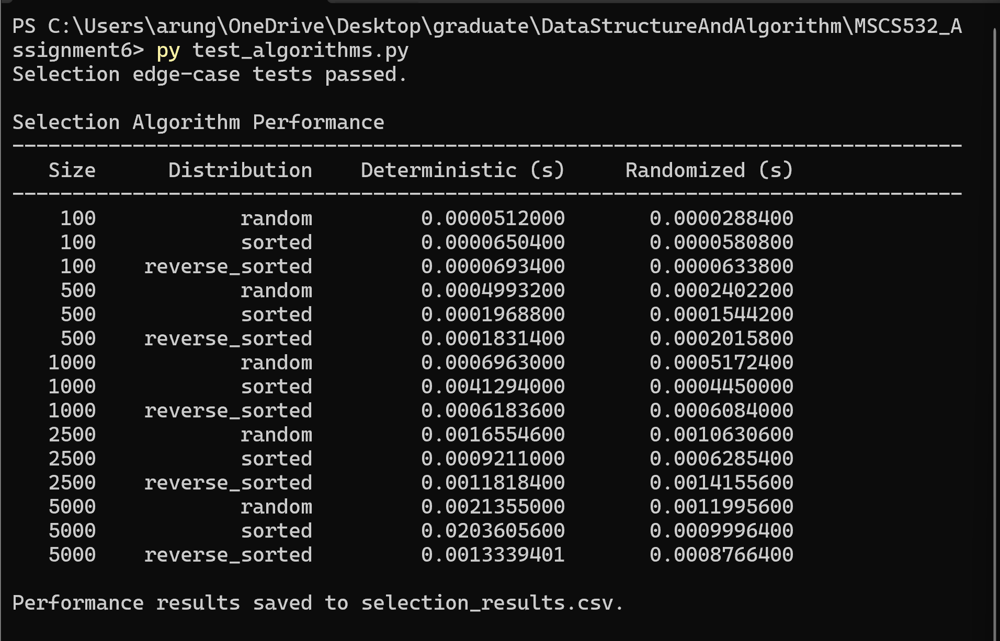 PS C:\Users\arung\OneDrive\Desktop\graduate\DataStructureAndAlgorithm\MSCS532_A
ssignment6> py test_algorithms.py
Selection edge-case tests passed.
Selection Algorithm Performance
-------------------------------------------------------------------------------
Size Distribution Deterministic (s) Randomized (s)
-------------------------------------------------------------------------------
100 random 0.0000512000 0.0000288400
100 sorted 0.0000650400 0.0000580800
100 reverse_sorted 0.0000693400 0.0000633800
500 random 0.0004993200 0.0002402200
500 sorted 0.0001968800 0.0001544200
500 reverse_sorted 0.0001831400 0.0002015800
1000 random 0.0006963000 0.0005172400
1000 sorted 0.0041294000 0.0004450000
1000 reverse_sorted 0.0006183600 0.0006084000
2500 random 0.0016554600 0.0010630600
2500 sorted 0.0009211000 0.0006285400
2500 reverse_sorted 0.0011818400 0.0014155600
5000 random 0.0021355000 0.0011995600
5000 sorted 0.0203605600 0.0009996400
5000 reverse_sorted 0.0013339401 0.0008766400
Performance results saved to selection_results.csv.